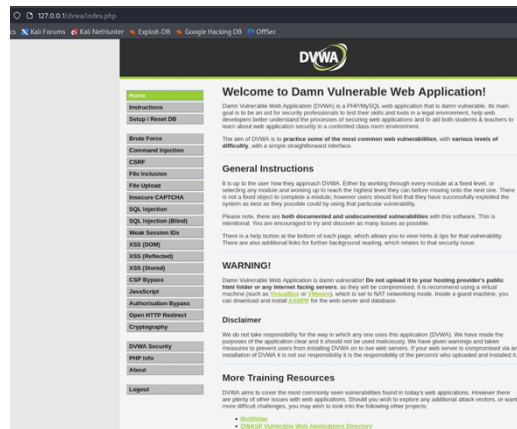 127.0.0.1/dvwa/index.php
cs Kali Forums Kali NetHunter Exploit-DB Google Hacking DB OffSec
DVWA
Home
Instructions
Setup / Reset DB
Brute Force
Command Injection
CSRF
File Inclusion
File Upload
Insecure CAPTCHA
SQL Injection
SQL Injection (Blind)
Weak Session IDs
XSS (DOM)
XSS (Reflected)
XSS (Stored)
CSP Bypass
JavaScript
Authorisation Bypass
Open HTTP Redirect
Cryptography
DVWA Security
PHP Info
About
Logout
Welcome to Damn Vulnerable Web Application!
Damn Vulnerable Web Application (DVWA) is a PHP/MySQL web application that is damn vulnerable. Its main
goal is to be an aid for security professionals to test their skills and tools in a legal environment, help web
developers better understand the processes of securing web applications and to aid both students & teachers to
learn about web application security in a controlled class room environment.
The aim of DVWA is to practice some of the most common web vulnerabilities, with various levels of
difficultly, with a simple straightforward interface.
General Instructions
It is up to the user how they approach DVWA. Either by working through every module at a fixed level, or
selecting any module and working up to reach the highest level they can before moving onto the next one. There
is not a fixed object to complete a module; however users should feel that they have successfully exploited the
system as best as they possible could by using that particular vulnerability.
Please note, there are both documented and undocumented vulnerabilities with this software. This is
intentional. You are encouraged to try and discover as many issues as possible.
There is a help button at the bottom of each page, which allows you to view hints & tips for that vulnerability.
There are also additional links for further background reading, which relates to that security issue.
WARNING!
Damn Vulnerable Web Application is damn vulnerable! Do not upload it to your hosting provider's public
html folder or any Internet facing servers, as they will be compromised. It is recommend using a virtual
machine (such as VirtualBox or VMware), which is set to NAT networking mode. Inside a guest machine, you
can download and install XAMPP for the web server and database.
Disclaimer
We do not take responsibility for the way in which any one uses this application (DVWA). We have made the
purposes of the application clear and it should not be used maliciously. We have given warnings and taken
measures to prevent users from installing DVWA on to live web servers. If your web server is compromised via an
installation of DVWA it is not our responsibility it is the responsibility of the person/s who uploaded and installed it.
More Training Resources
DVWA aims to cover the most commonly seen vulnerabilities found in today's web applications. However there
are plenty of other issues with web applications. Should you wish to explore any additional attack vectors, or want
more difficult challenges, you may wish to look into the following other projects:
Mutillidae
OWASP Vulnerable Web Applications Directory